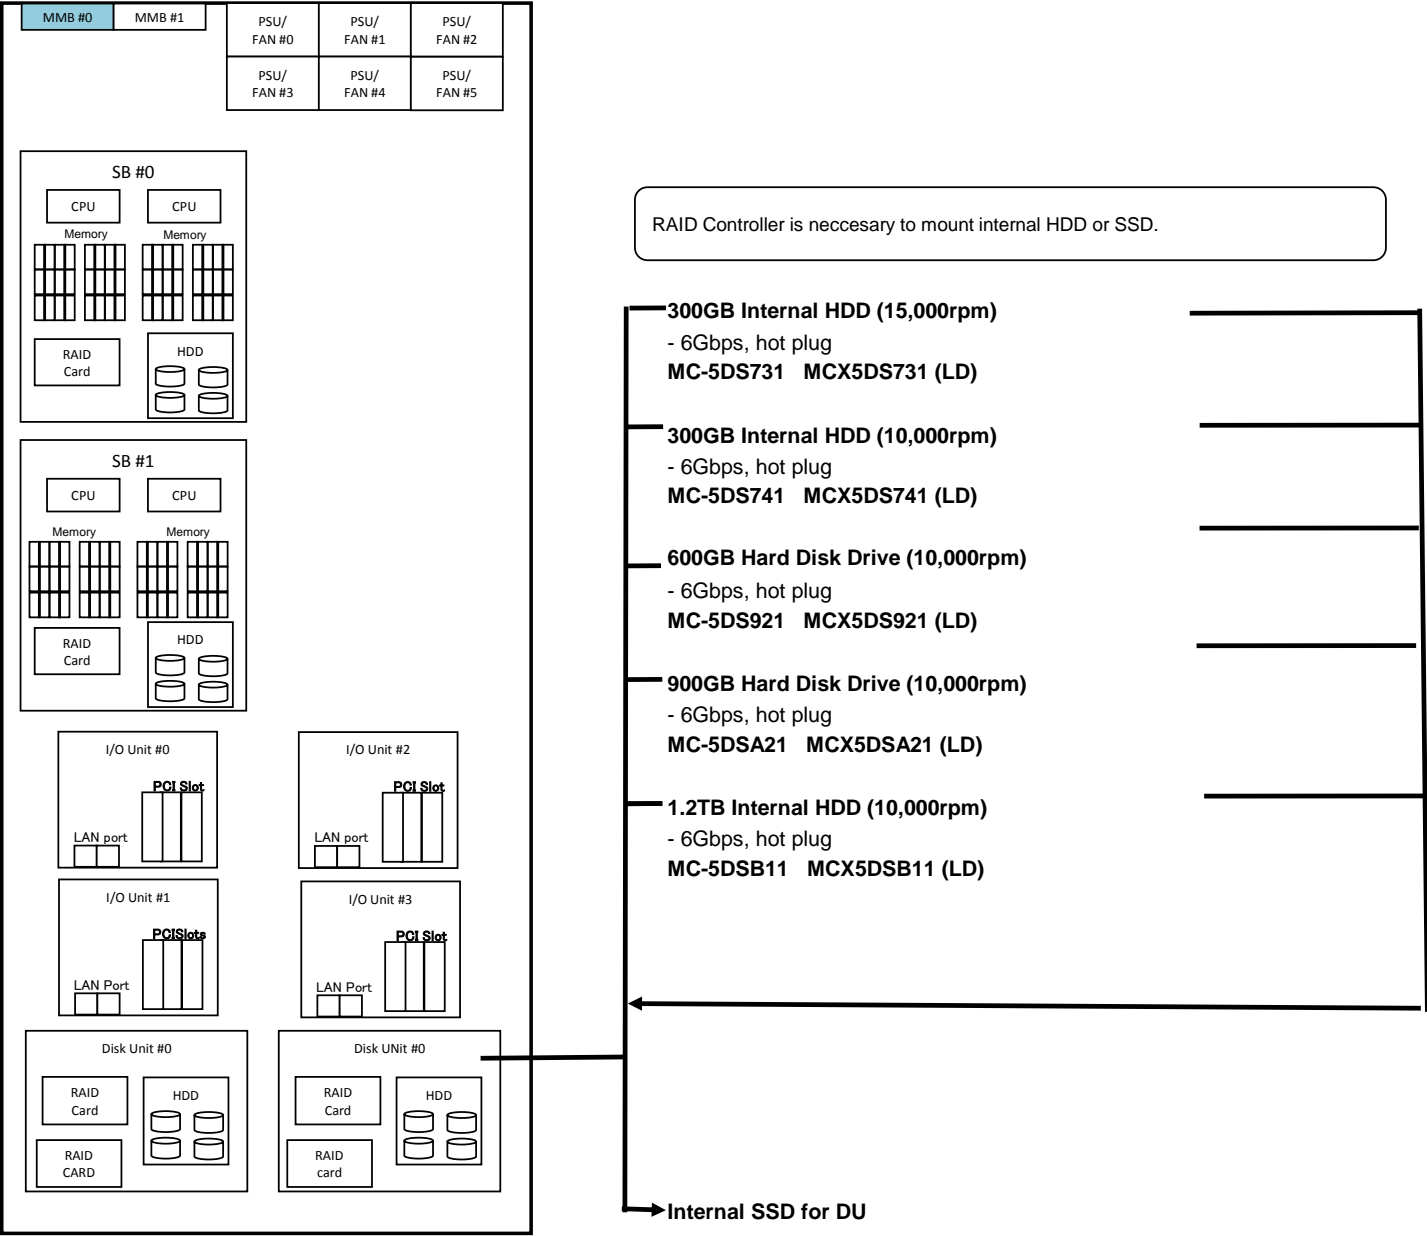 MMB #0
MMB #1
PSU/
FAN #0
PSU/
FAN #1
PSU/
FAN #2
PSU/
FAN #3
PSU/
FAN #4
PSU/
FAN #5
SB #0
CPU
CPU
Memory
Memory
RAID
Card
HDD
SB #1
CPU
CPU
Memory
Memory
RAID
Card
HDD
I/O Unit #0
PCI Slot
LAN port
I/O Unit #2
PCI Slot
LAN port
I/O Unit #1
PCISlots
LAN Port
I/O Unit #3
PCI Slot
LAN Port
Disk Unit #0
RAID
Card
HDD
RAID
CARD
Disk UNit #0
RAID
Card
HDD
RAID
card
RAID Controller is neccesary to mount internal HDD or SSD.
300GB Internal HDD (15,000rpm)
- 6Gbps, hot plug
MC-5DS731 MCX5DS731 (LD)
300GB Internal HDD (10,000rpm)
- 6Gbps, hot plug
MC-5DS741 MCX5DS741 (LD)
600GB Hard Disk Drive (10,000rpm)
- 6Gbps, hot plug
MC-5DS921 MCX5DS921 (LD)
900GB Hard Disk Drive (10,000rpm)
- 6Gbps, hot plug
MC-5DSA21 MCX5DSA21 (LD)
1.2TB Internal HDD (10,000rpm)
- 6Gbps, hot plug
MC-5DSB11 MCX5DSB11 (LD)
Internal SSD for DU